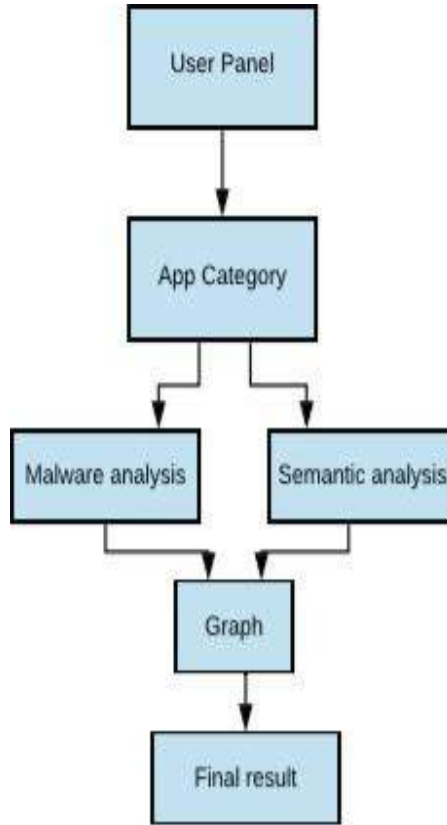 User Panel
App Category
Malware analysis
Semantic analysis
Graph
Final result